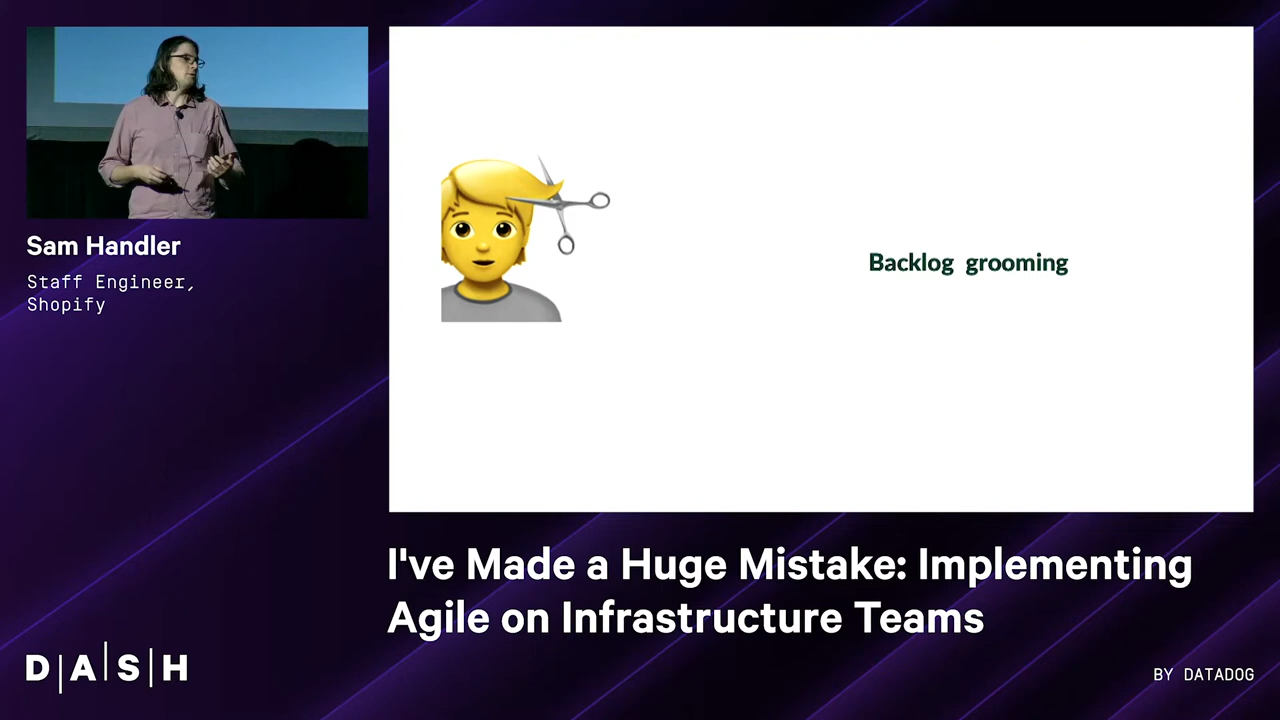 Sam Handler
Staff Engineer,
Shopify
Backlog grooming
I've Made a Huge Mistake: Implementing
Agile on Infrastructure Teams
D|A|S|H
BY DATADOG